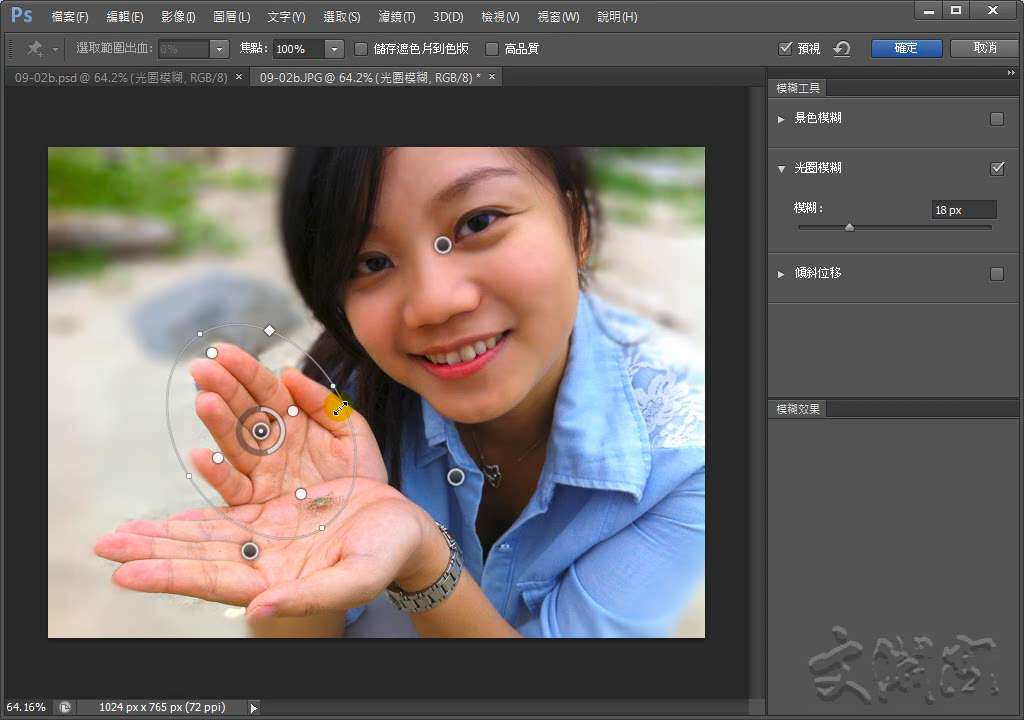 Ps 檔案(F) 編輯(E) 影像(I) 圖層(L) 文字(Y) 選取(S) 濾鏡(T) 3D(D) 檢視(V) 視窗(W) 說明(H)
選取範圍出血: 0% 焦點: 100% 儲存遮色片到色版 高品質 預視 確定 取消
09-02b.psd @ 64.2% (光圈模糊, RGB/8) × 09-02b.JPG @ 64.2% (光圈模糊, RGB/8) * ×
模糊工具
景色模糊
光圈模糊
模糊: 18 px
傾斜位移
模糊效果
64.16% 1024 px x 765 px (72 ppi)